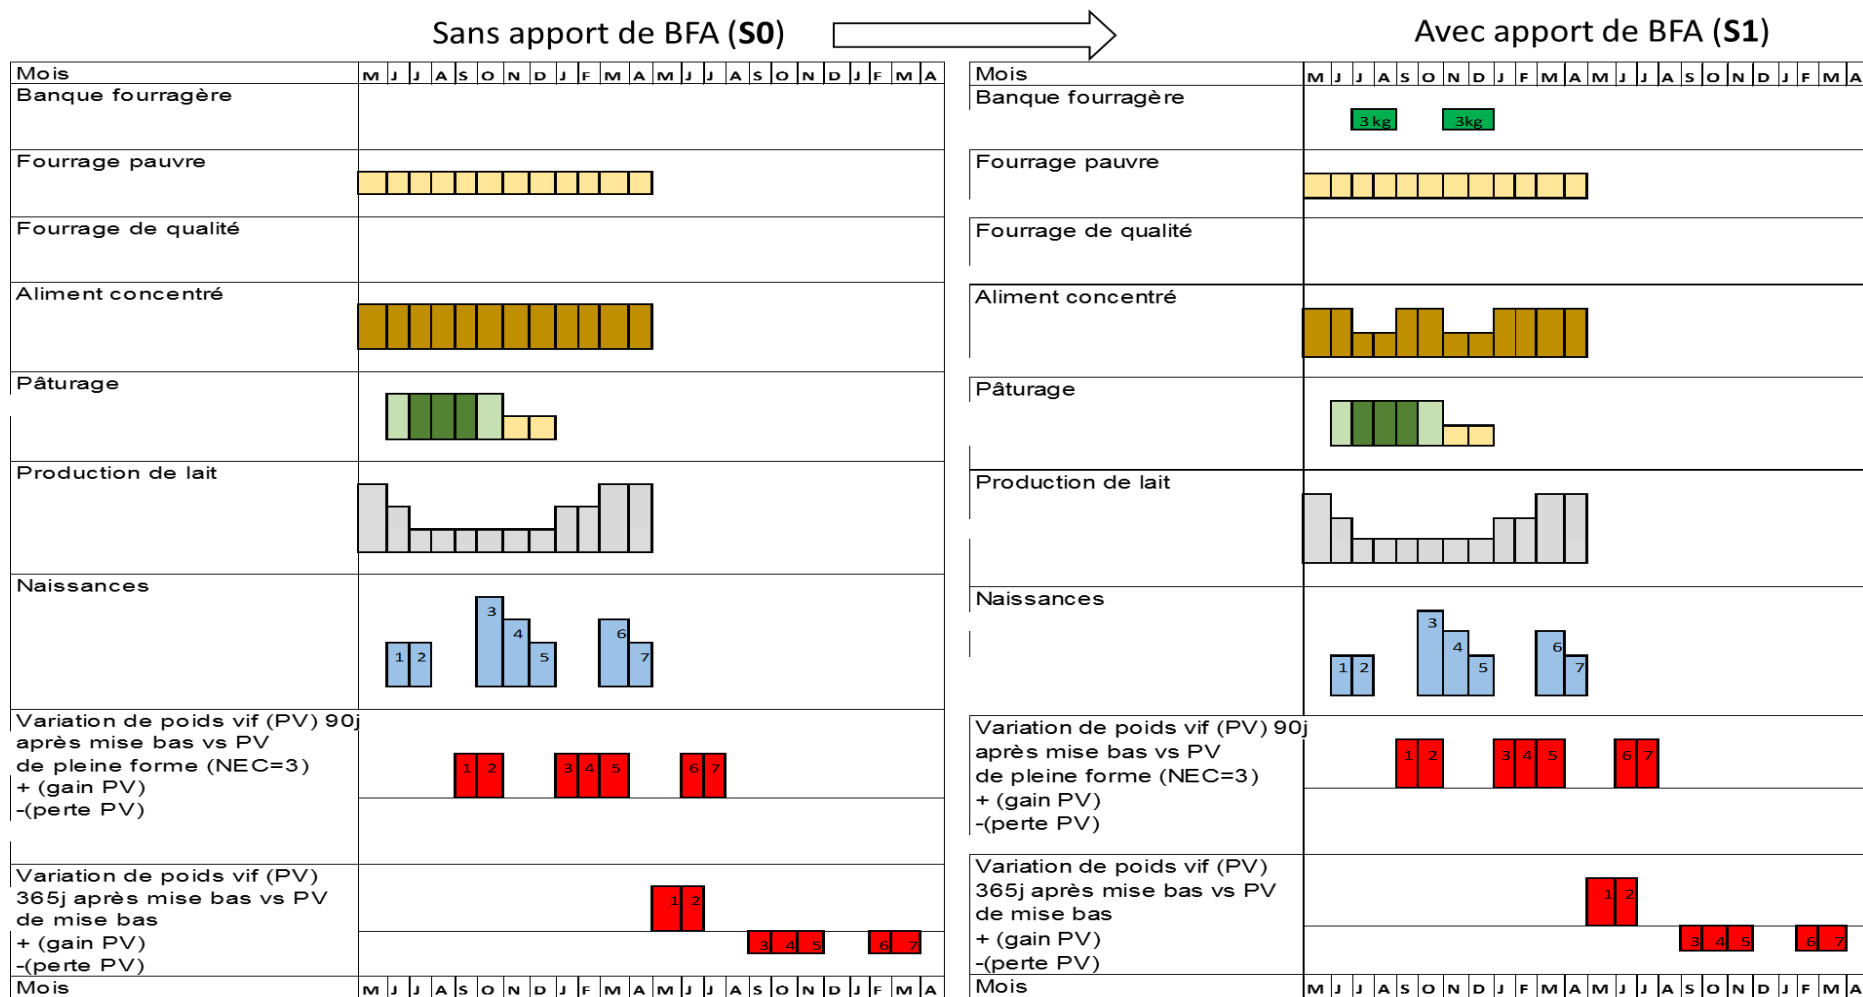 Sans apport de BFA (S0)
Avec apport de BFA (S1)
Mois M J J A S O N D J F M A M J J A S O N D J F M A
Banque fourragère
Fourrage pauvre
Fourrage de qualité
Aliment concentré
Pâturage
Production de lait
Naissances
3
4
6
1 2
5
7
Variation de poids vif (PV) 90j
après mise bas vs PV
de pleine forme (NEC=3)
+ (gain PV)
-(perte PV)
1 2 3 4 5 6 7
Variation de poids vif (PV)
365j après mise bas vs PV
de mise bas
+ (gain PV)
-(perte PV)
1 2
3 4 5 6 7
Mois M J J A S O N D J F M A M J J A S O N D J F M A
Mois M J J A S O N D J F M A M J J A S O N D J F M A
Banque fourragère
3 kg 3kg
Fourrage pauvre
Fourrage de qualité
Aliment concentré
Pâturage
Production de lait
Naissances
3
4
6
1 2
5
7
Variation de poids vif (PV) 90j
après mise bas vs PV
de pleine forme (NEC=3)
+ (gain PV)
-(perte PV)
1 2 3 4 5 6 7
Variation de poids vif (PV)
365j après mise bas vs PV
de mise bas
+ (gain PV)
-(perte PV)
1 2
3 4 5 6 7
Mois M J J A S O N D J F M A M J J A S O N D J F M A